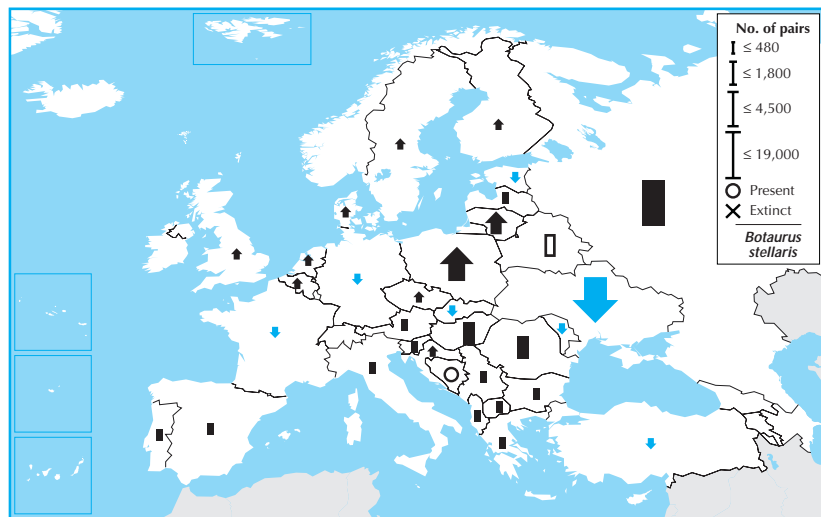 No. of pairs
≤ 480
≤ 1,800
≤ 4,500
≤ 19,000
Present
Extinct
Botaurus
stellaris